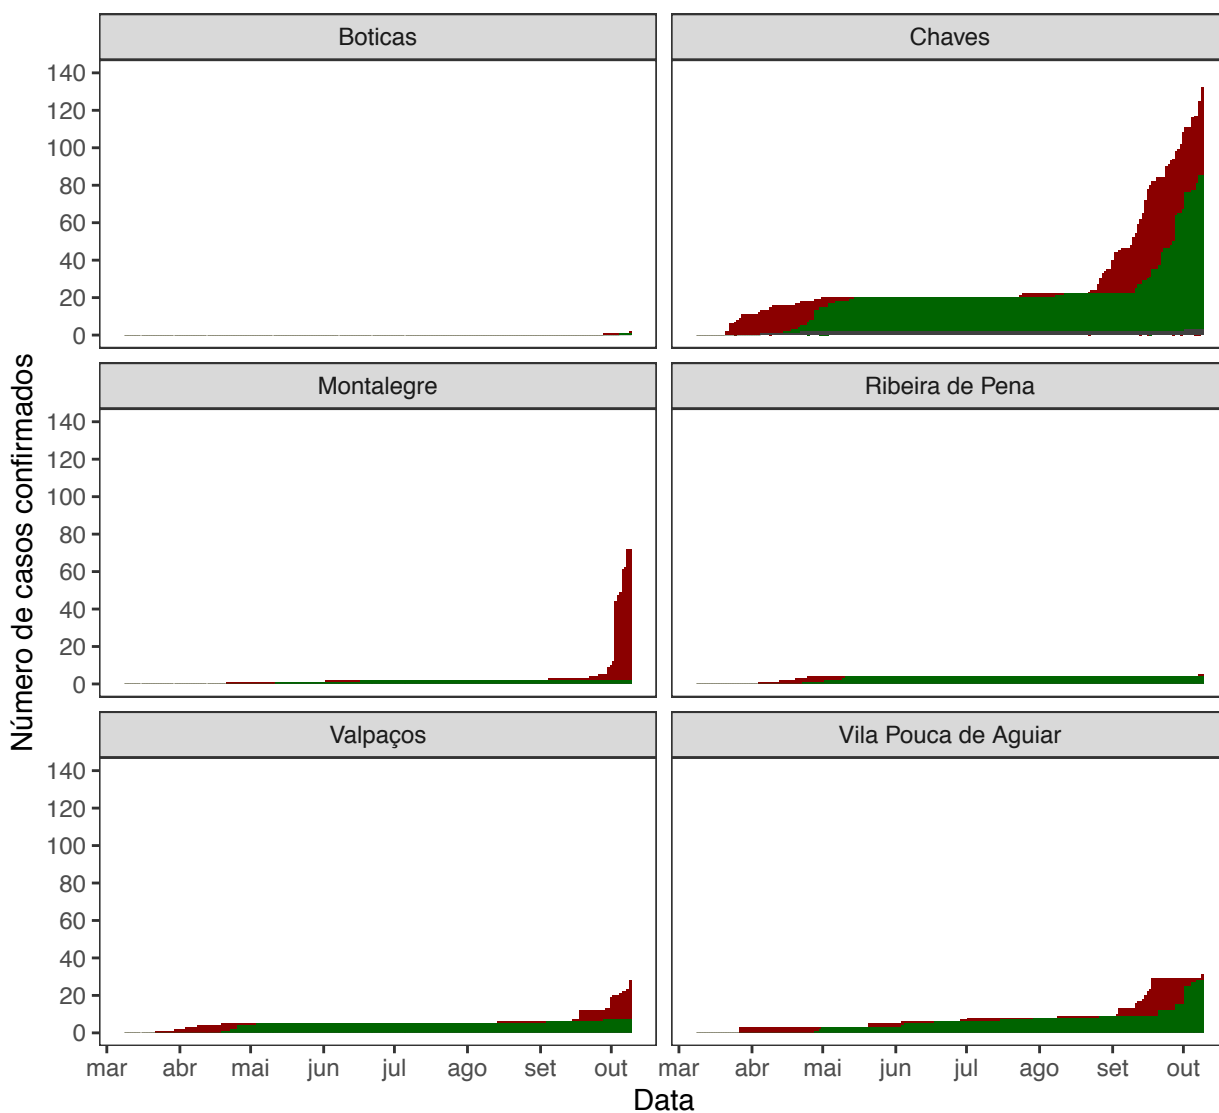 Boticas
Chaves
140
120
100
80
60
40
20
0
Montalegre
Ribeira de Pena
140
120
100
80
60
40
20
0
Número de casos confirmados
Valpaços
Vila Pouca de Aguiar
140
120
100
80
60
40
20
0
mar abr mai jun jul ago set out
mar abr mai jun jul ago set out
Data